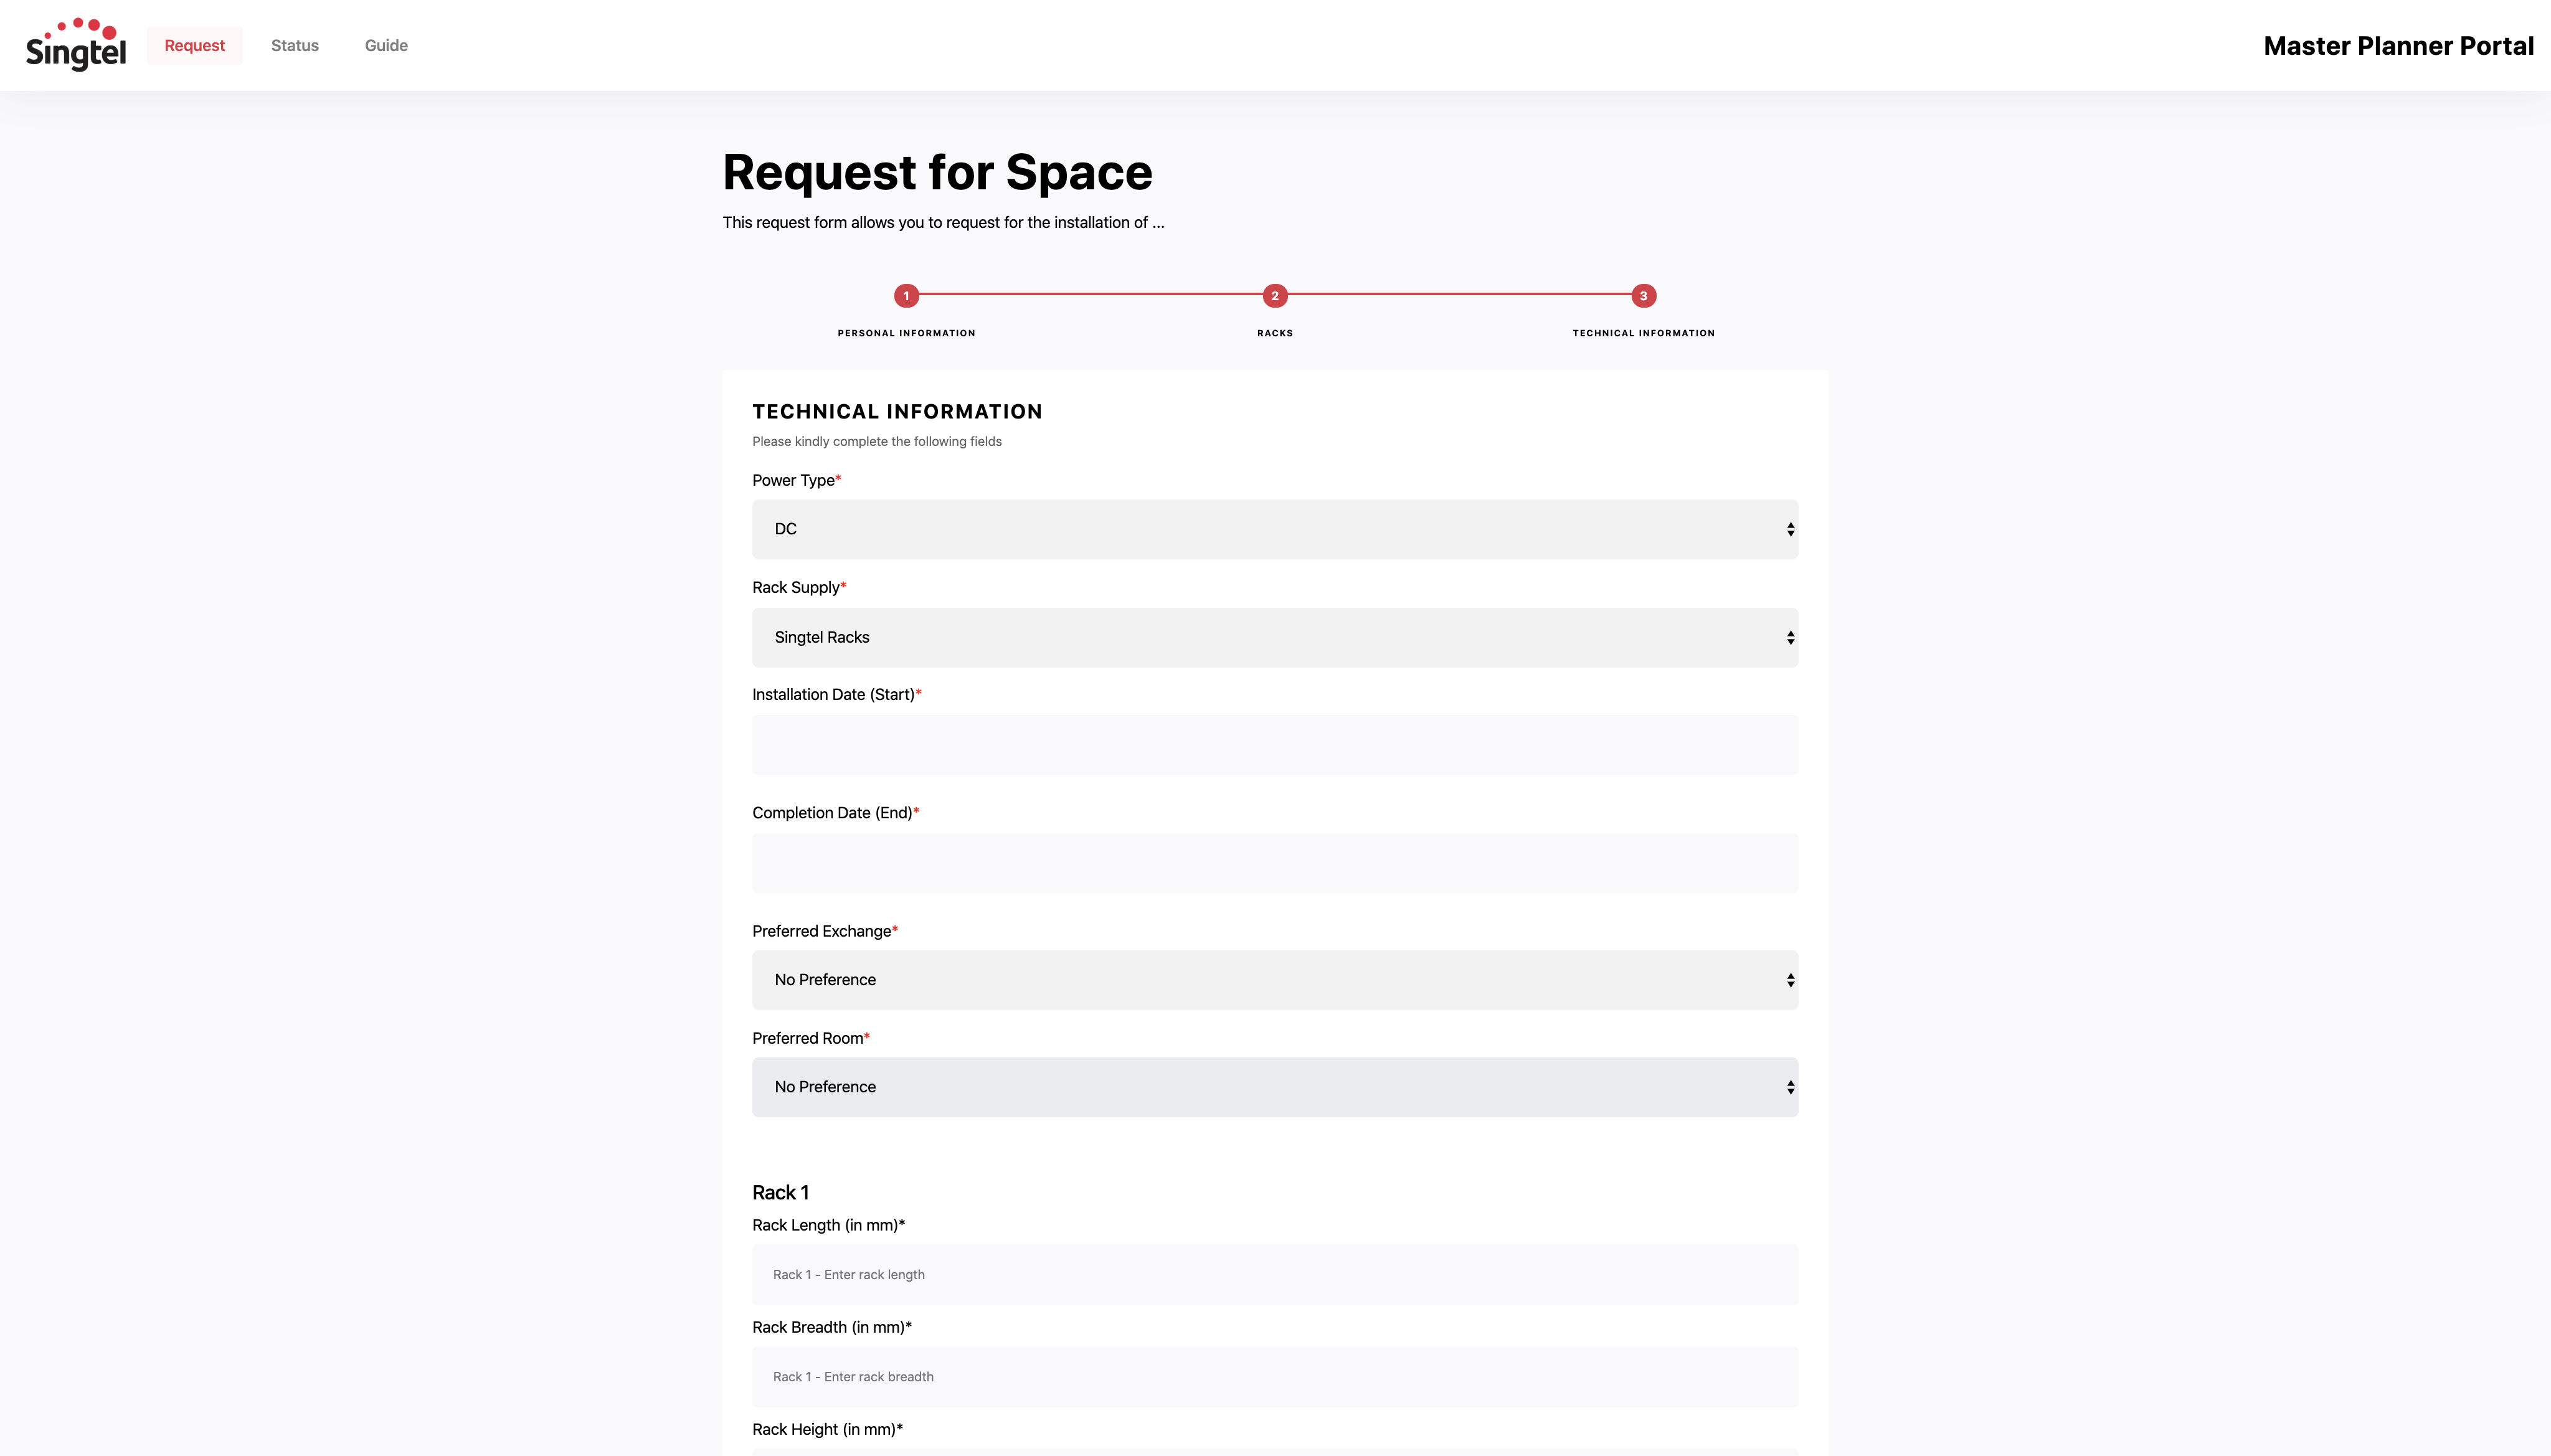 Singtel
Request
Status
Guide
Master Planner Portal
Request for Space
This request form allows you to request for the installation of ...
1
2
3
PERSONAL INFORMATION
RACKS
TECHNICAL INFORMATION
TECHNICAL INFORMATION
Please kindly complete the following fields
Power Type*
DC
Rack Supply*
Singtel Racks
Installation Date (Start)*
Completion Date (End)*
Preferred Exchange*
No Preference
Preferred Room*
No Preference
Rack 1
Rack Length (in mm)*
Rack 1 - Enter rack length
Rack Breadth (in mm)*
Rack 1 - Enter rack breadth
Rack Height (in mm)*